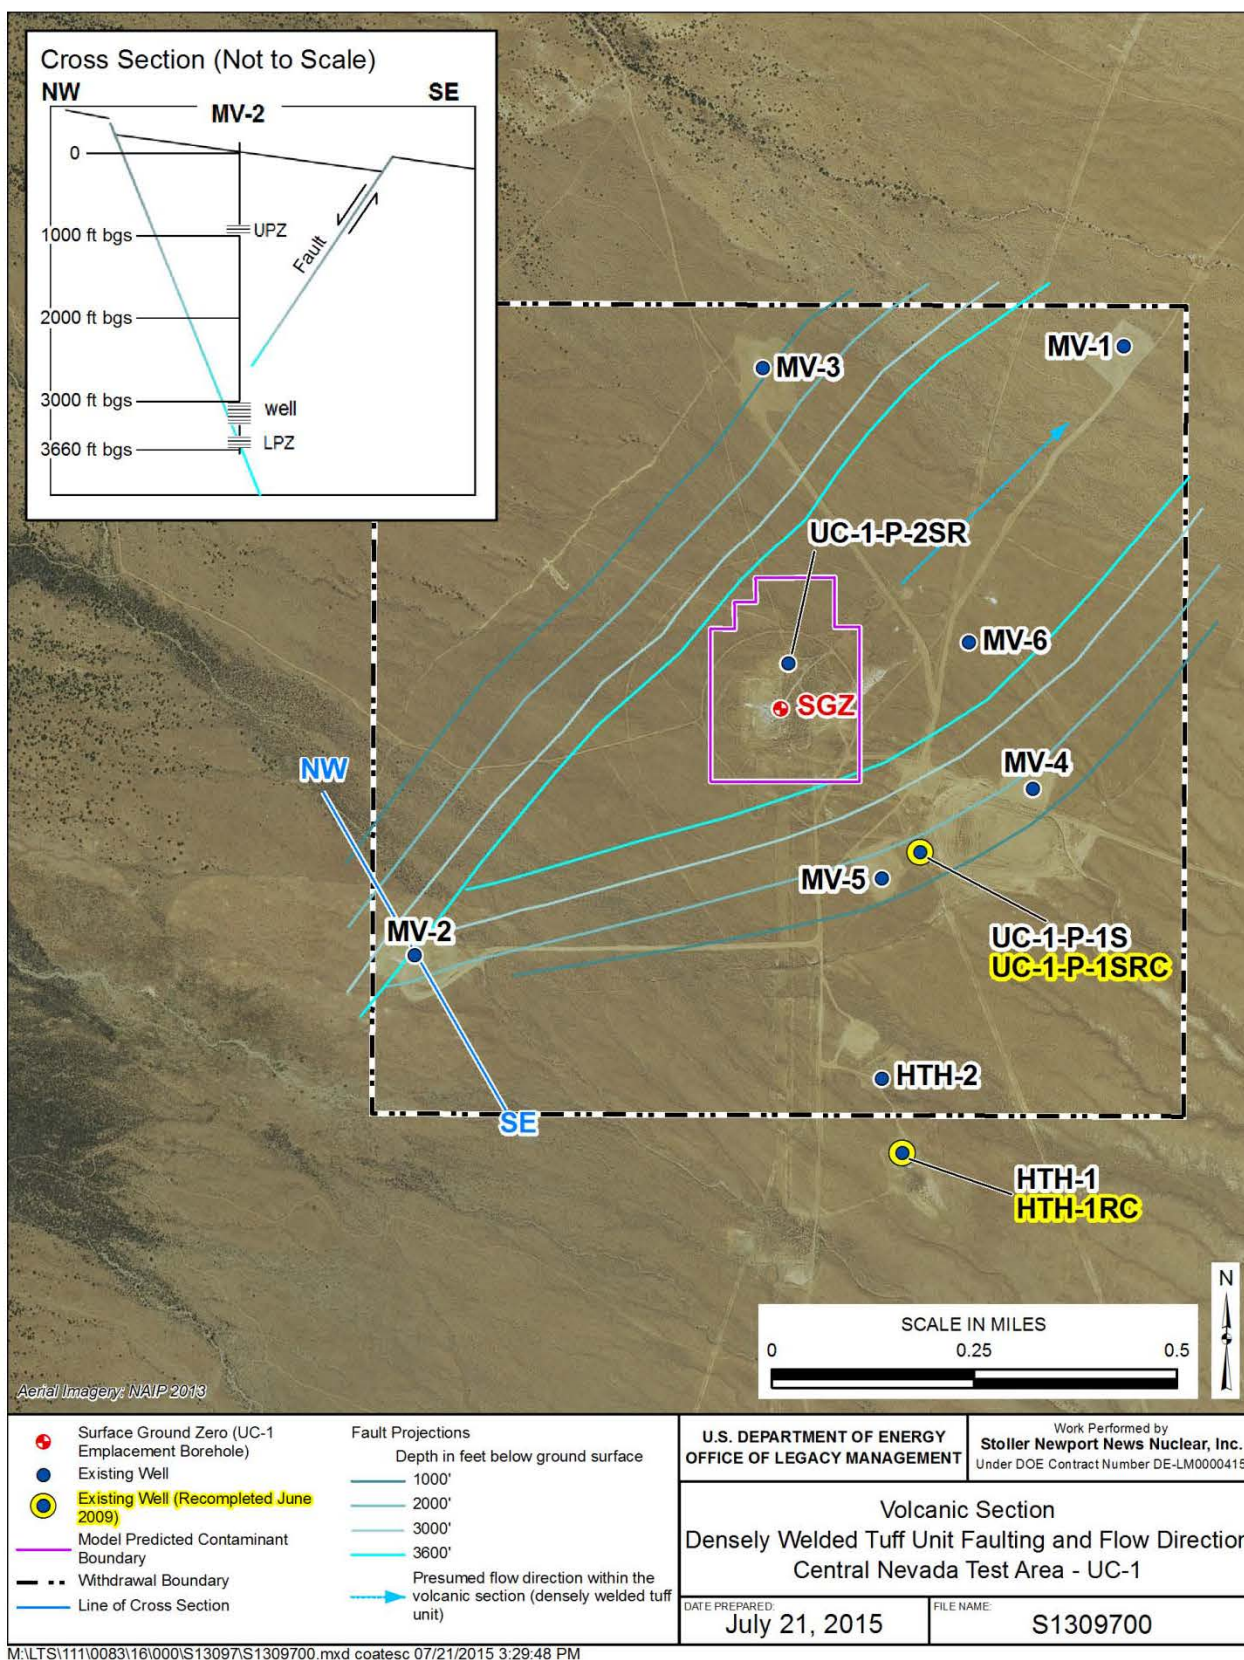 Cross Section (Not to Scale)
NW
SE
MV-2
0
UPZ
1000 ft bgs
Fault
2000 ft bgs
3000 ft bgs
well
LPZ
3660 ft bgs
MV-3
MV-1
UC-1-P-2SR
MV-6
SGZ
NW
MV-4
MV-5
MV-2
UC-1-P-1S
UC-1-P-1SRC
HTH-2
SE
HTH-1
HTH-1RC
N
SCALE IN MILES
0 0.25 0.5
Aerial Imagery: NAIP 2013
Surface Ground Zero (UC-1
Emplacement Borehole)
Existing Well
Existing Well (Recompleted June
2009)
Model Predicted Contaminant
Boundary
Withdrawal Boundary
Line of Cross Section
Fault Projections
Depth in feet below ground surface
1000'
2000'
3000'
3600'
Presumed flow direction within the
volcanic section (densely welded tuff
unit)
U.S. DEPARTMENT OF ENERGY
OFFICE OF LEGACY MANAGEMENT
Work Performed by
Stoller Newport News Nuclear, Inc.
Under DOE Contract Number DE-LM0000415
Volcanic Section
Densely Welded Tuff Unit Faulting and Flow Direction
Central Nevada Test Area - UC-1
DATE PREPARED:
July 21, 2015
FILE NAME:
S1309700
M:\LTS\111\0083\16\000\S13097\S1309700.mxd coatesc 07/21/2015 3:29:48 PM